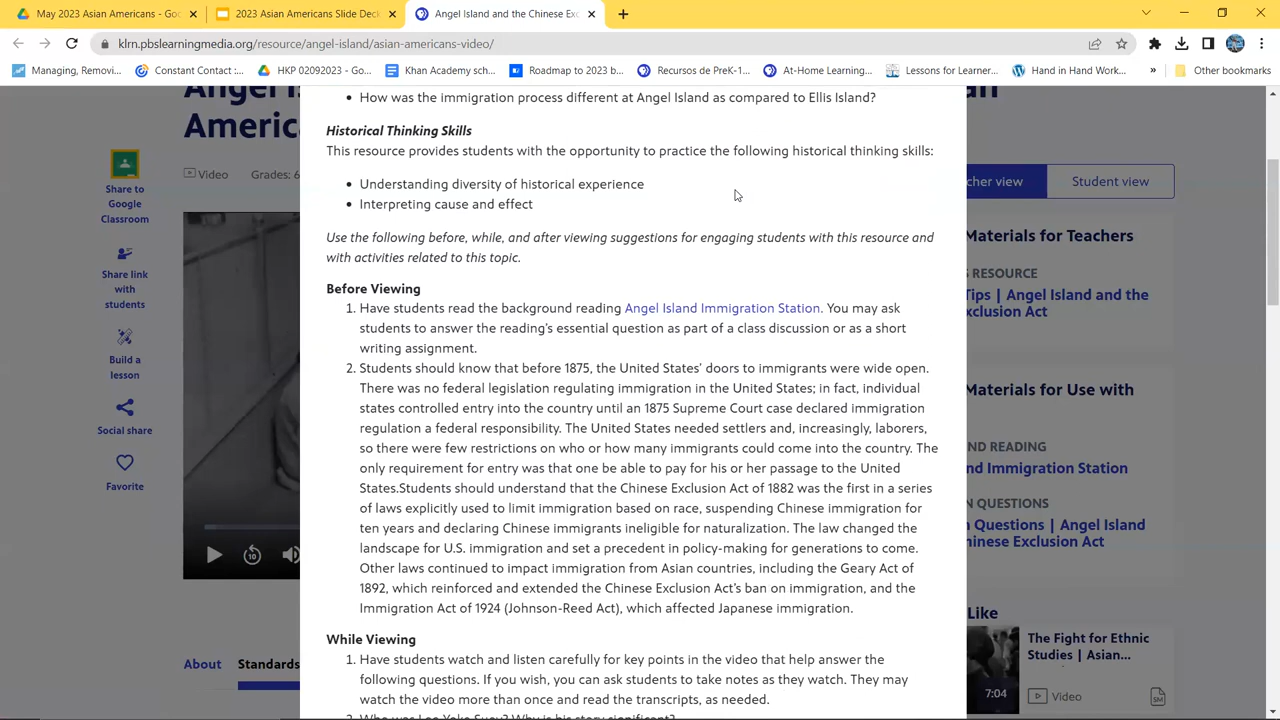 May 2023 Asian Americans - Goo
2023 Asian Americans Slide Deck
Angel Island and the Chinese Exc
klrn.pbslearningmedia.org/resource/angel-island/asian-americans-video/
Managing, Removi...
Constant Contact :...
HKP 02092023 - Go...
Khan Academy sch...
Roadmap to 2023 b...
Recursos de PreK-1...
At-Home Learning...
Lessons for Learner...
Hand in Hand Work...
»
Other bookmarks
Angel
America
an
Share to
Google
Classroom
Share link
with
students
Build a
lesson
Social share
Favorite
Video
Grades: 6
10
About
Standards
• How was the immigration process different at Angel Island as compared to Ellis Island?
Historical Thinking Skills
This resource provides students with the opportunity to practice the following historical thinking skills:
• Understanding diversity of historical experience
• Interpreting cause and effect
Use the following before, while, and after viewing suggestions for engaging students with this resource and
with activities related to this topic.
Before Viewing
1. Have students read the background reading Angel Island Immigration Station. You may ask
students to answer the reading's essential question as part of a class discussion or as a short
writing assignment.
2. Students should know that before 1875, the United States' doors to immigrants were wide open.
There was no federal legislation regulating immigration in the United States; in fact, individual
states controlled entry into the country until an 1875 Supreme Court case declared immigration
regulation a federal responsibility. The United States needed settlers and, increasingly, laborers,
so there were few restrictions on who or how many immigrants could come into the country. The
only requirement for entry was that one be able to pay for his or her passage to the United
States.Students should understand that the Chinese Exclusion Act of 1882 was the first in a series
of laws explicitly used to limit immigration based on race, suspending Chinese immigration for
ten years and declaring Chinese immigrants ineligible for naturalization. The law changed the
landscape for U.S. immigration and set a precedent in policy-making for generations to come.
Other laws continued to impact immigration from Asian countries, including the Geary Act of
1892, which reinforced and extended the Chinese Exclusion Act's ban on immigration, and the
Immigration Act of 1924 (Johnson-Reed Act), which affected Japanese immigration.
While Viewing
1. Have students watch and listen carefully for key points in the video that help answer the
following questions. If you wish, you can ask students to take notes as they watch. They may
watch the video more than once and read the transcripts, as needed.
2. Who was Lee Yoke Suey? Why is his story significant?
cher view
Student view
Materials for Teachers
S RESOURCE
Tips | Angel Island and the
xclusion Act
Materials for Use with
ND READING
nd Immigration Station
N QUESTIONS
n Questions | Angel Island
hinese Exclusion Act
Like
The Fight for Ethnic
Studies | Asian...
7:04
Video